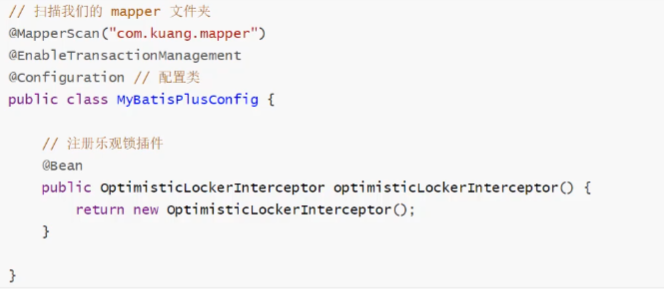 // 扫描我们的 mapper 文件夹
@MapperScan("com.kuang.mapper")
@EnableTransactionManagement
@Configuration // 配置类
public class MyBatisPlusConfig {
// 注册乐观锁插件
@Bean
public OptimisticLockerInterceptor optimisticLockerInterceptor() {
return new OptimisticLockerInterceptor();
}
}